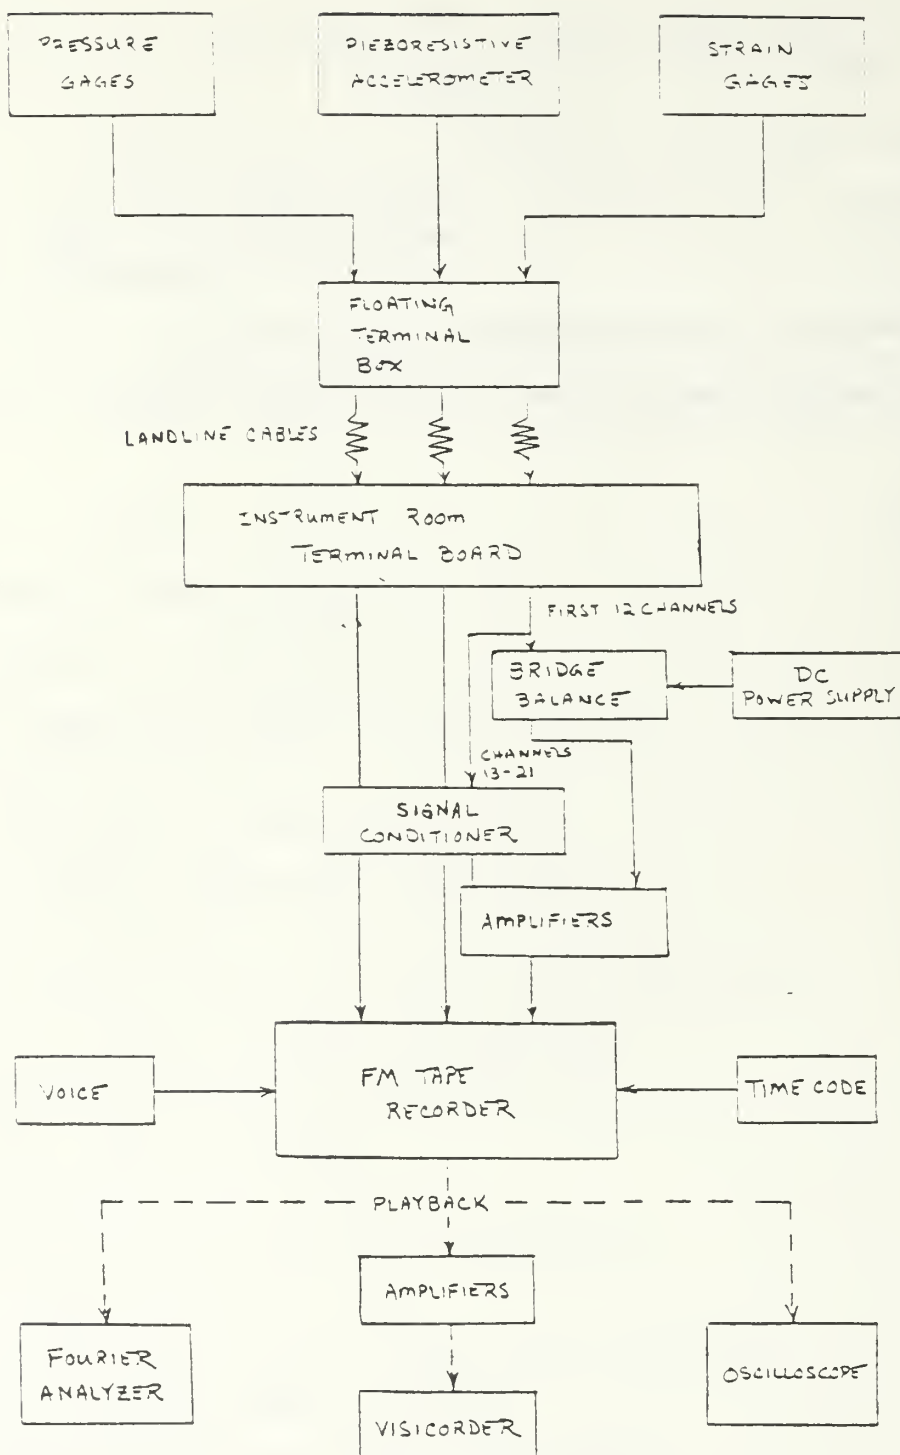 PRESSURE
GAGES
PIEZORESISTIVE
ACCELEROMETER
STRAIN
GAGES
FLOATING
TERMINAL
BOX
LANDLINE CABLES
INSTRUMENT ROOM
TERMINAL BOARD
FIRST 12 CHANNELS
BRIDGE
BALANCE
DC
POWER SUPPLY
CHANNELS
13-21
SIGNAL
CONDITIONER
AMPLIFIERS
VOICE
FM TAPE
RECORDER
TIME CODE
PLAYBACK
AMPLIFIERS
FOURIER
ANALYZER
OSCILLOSCOPE
VISICORDER